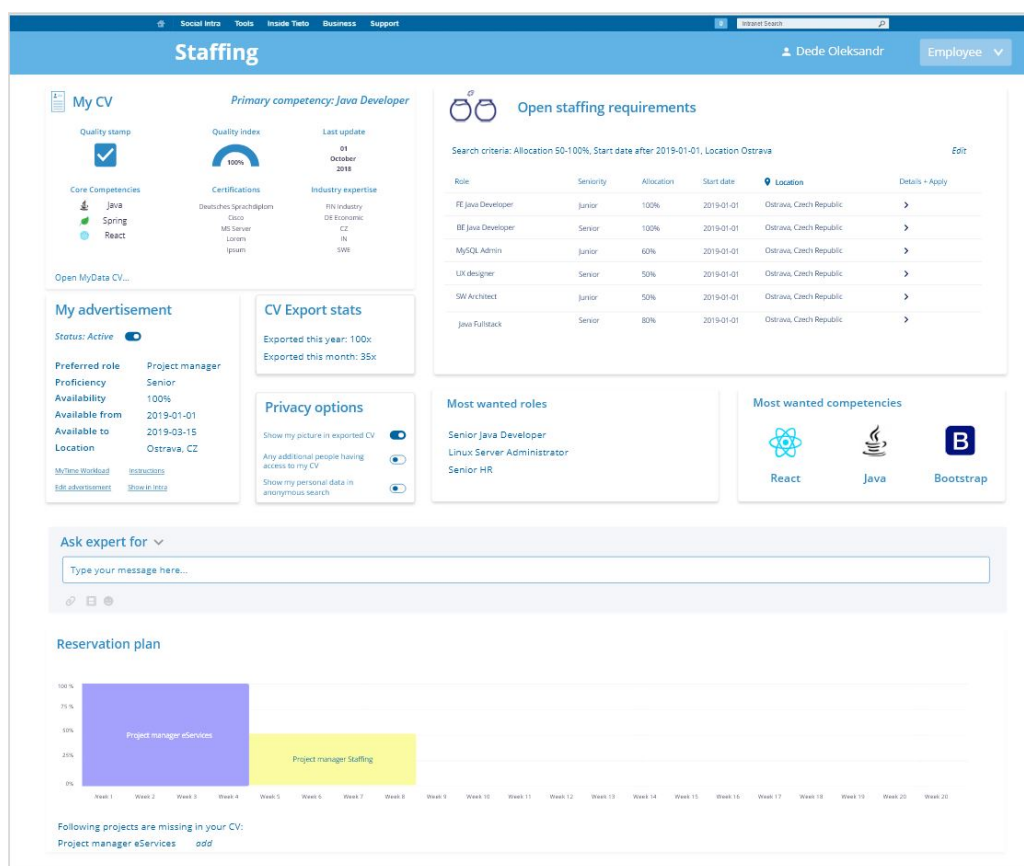 Social Intra Tools Inside Tieto Business Support
Intranet Search
Staffing
Dede Oleksandr
Employee
My CV
Primary competency: Java Developer
Quality stamp
Quality index
Last update
100%
01
October
2018
Core Competencies
Java
Spring
React
Certifications
Deutsches Sprachdiplom
Cisco
MS Server
Lorem
Ipsum
Industry expertise
FIN Industry
DE Economic
CZ
IN
SWE
Open MyData CV...
Open staffing requirements
Search criteria: Allocation 50-100%, Start date after 2019-01-01, Location Ostrava
Edit
Role Seniority Allocation Start date Location Details + Apply
FE Java Developer Junior 100% 2019-01-01 Ostrava, Czech Republic
BE Java Developer Senior 100% 2019-01-01 Ostrava, Czech Republic
MySQL Admin Junior 60% 2019-01-01 Ostrava, Czech Republic
UX designer Senior 50% 2019-01-01 Ostrava, Czech Republic
SW Architect Junior 50% 2019-01-01 Ostrava, Czech Republic
Java Fullstack Senior 80% 2019-01-01 Ostrava, Czech Republic
My advertisement
Status: Active
Preferred role Project manager
Proficiency Senior
Availability 100%
Available from 2019-01-01
Available to 2019-03-15
Location Ostrava, CZ
MyTime Workload Instructions
Edit advertisement Show in Intra
CV Export stats
Exported this year: 100x
Exported this month: 35x
Privacy options
Show my picture in exported CV
Any additional people having
access to my CV
Show my personal data in
anonymous search
Most wanted roles
Senior Java Developer
Linux Server Administrator
Senior HR
Most wanted competencies
B
React Java Bootstrap
Ask expert for
Type your message here...
Reservation plan
100 %
75 %
50%
25%
0%
Project manager eServices
Project manager Staffing
Week 1 Week 2 Week 3 Week 4 Week 5 Week 6 Week 7 Week 8 Week 9 Week 10 Week 11 Week 12 Week 13 Week 14 Week 15 Week 16 Week 17 Week 18 Week 19 Week 20 Week 20
Following projects are missing in your CV:
Project manager eServices add